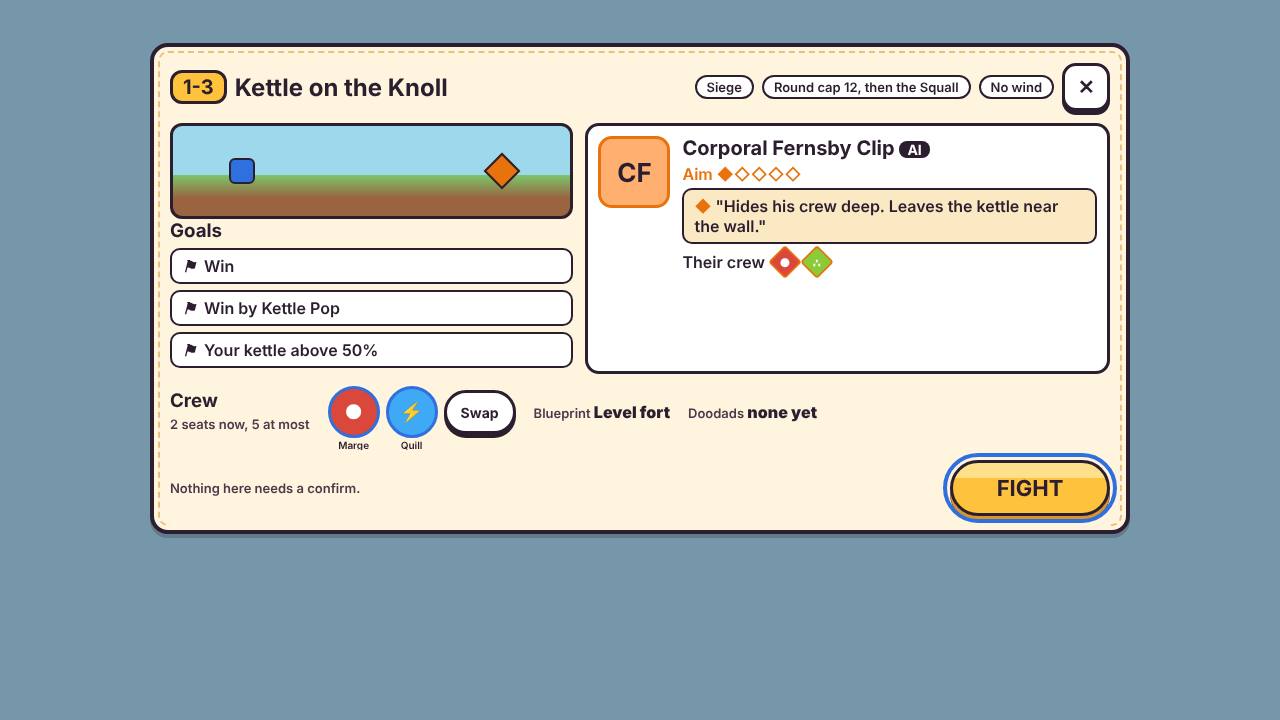 1-3 Kettle on the Knoll
Siege
Round cap 12, then the Squall
No wind
✕
Goals
Win
Win by Kettle Pop
Your kettle above 50%
CF
Corporal Fernsby Clip AI
Aim
"Hides his crew deep. Leaves the kettle near
the wall."
Their crew
Crew
2 seats now, 5 at most
Marge
Quill
Swap
Blueprint Level fort
Doodads none yet
Nothing here needs a confirm.
FIGHT